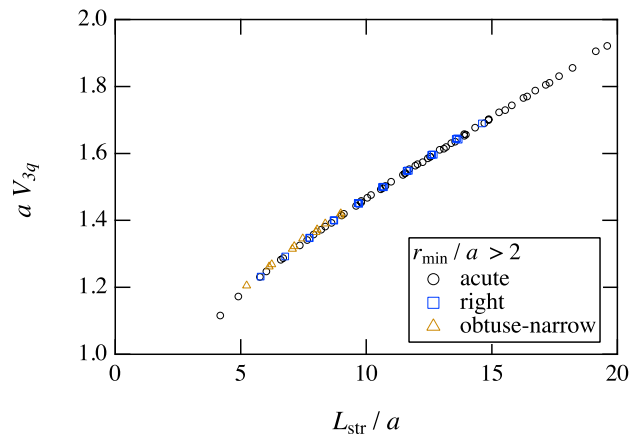 2.0
1.8
1.6
1.4
1.2
1.0
a V3q
0 5 10 15 20
Lstr / a
rmin / a > 2
acute
right
obtuse-narrow